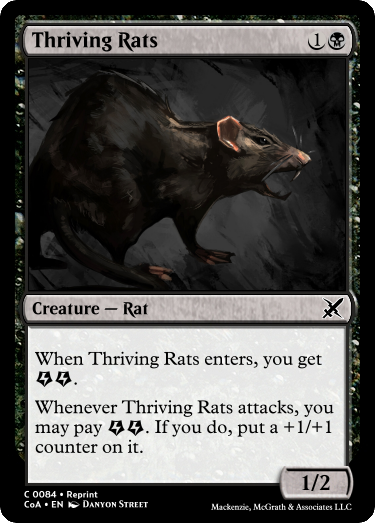 Thriving Rats 1
Creature — Rat
When Thriving Rats enters, you get
.
Whenever Thriving Rats attacks, you
may pay . If you do, put a +1/+1
counter on it.
1/2
C 0084 • Reprint
CoA • EN DANYON STREET
Mackenzie, McGrath & Associates LLC